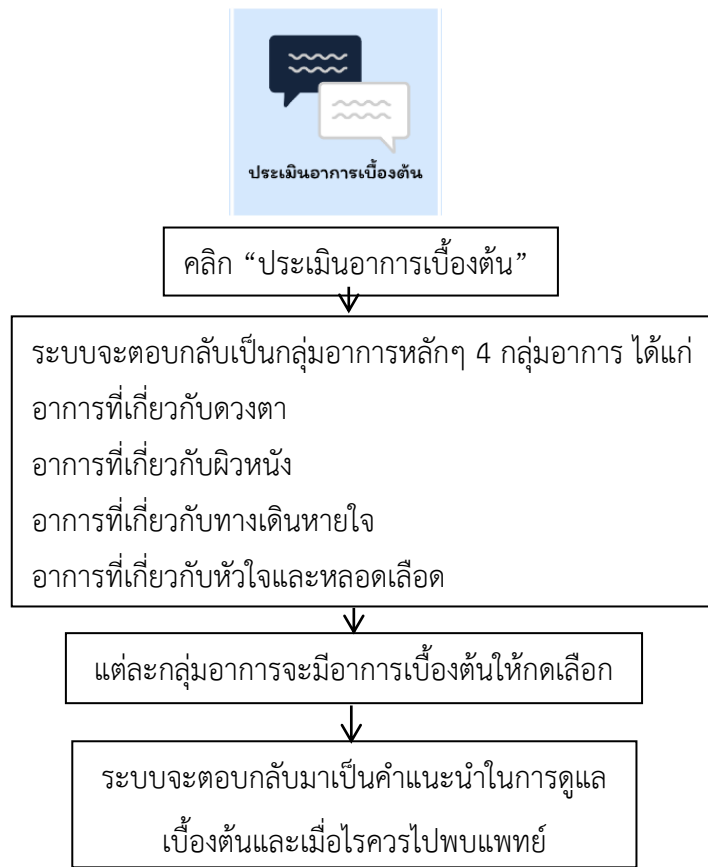 ประเมินอาการเบื้องต้น
คลิก “ประเมินอาการเบื้องต้น”
ระบบจะตอบกลับเป็นกลุ่มอาการหลักๆ 4 กลุ่มอาการ ได้แก่
อาการที่เกี่ยวกับดวงตา
อาการที่เกี่ยวกับผิวหนัง
อาการที่เกี่ยวกับทางเดินหายใจ
อาการที่เกี่ยวกับหัวใจและหลอดเลือด
แต่ละกลุ่มอาการจะมีอาการเบื้องต้นให้กดเลือก
ระบบจะตอบกลับมาเป็นคำแนะนำในการดูแล
เบื้องต้นและเมื่อไรควรไปพบแพทย์